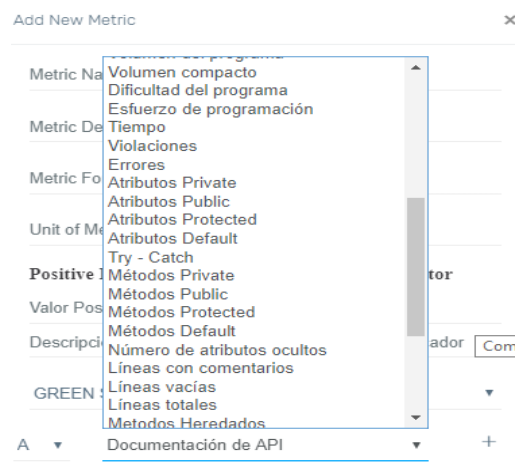 Add New Metric ×
Volumen del programa
Metric Na
Volumen compacto
Dificultad del programa
Esfuerzo de programación
Metric De
Tiempo
Violaciones
Errores
Metric Fo
Atributos Private
Atributos Public
Atributos Protected
Unit of Me
Atributos Default
Try - Catch
Positive
tor
Métodos Private
Métodos Public
Valor Pos
Métodos Protected
Métodos Default
Descripci
ador
Com
Número de atributos ocultos
Líneas con comentarios
GREEN
Líneas vacías
Líneas totales
Metodos Heredados
A
Documentación de API
+